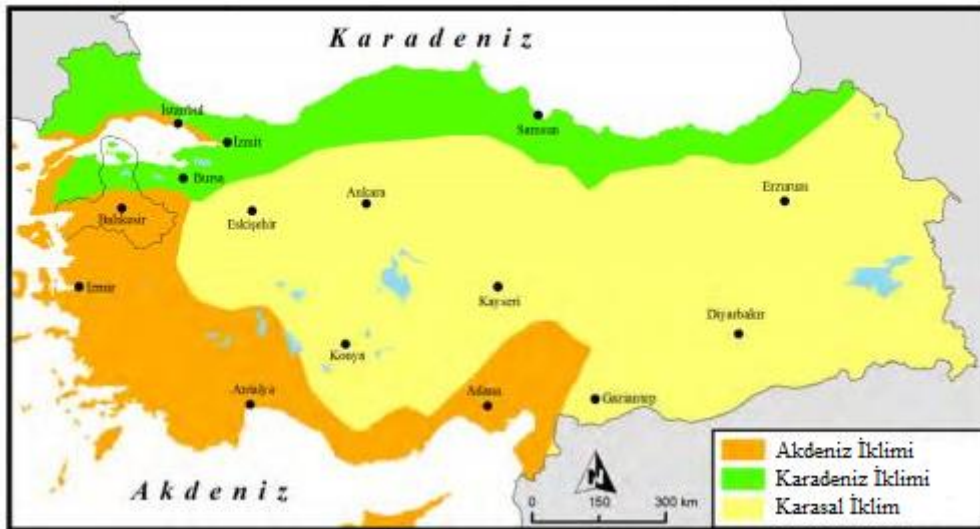 Karadeniz
İstanbul
İzmit
Samsun
Bursa
Ankara
Erzurum
Balıkesir
Eskişehir
İzmir
Kayseri
Diyarbakır
Konya
Antalya
Adana
Gaziantep
Akdeniz
N
0 150 300 km
Akdeniz İklimi
Karadeniz İklimi
Karasal İklim